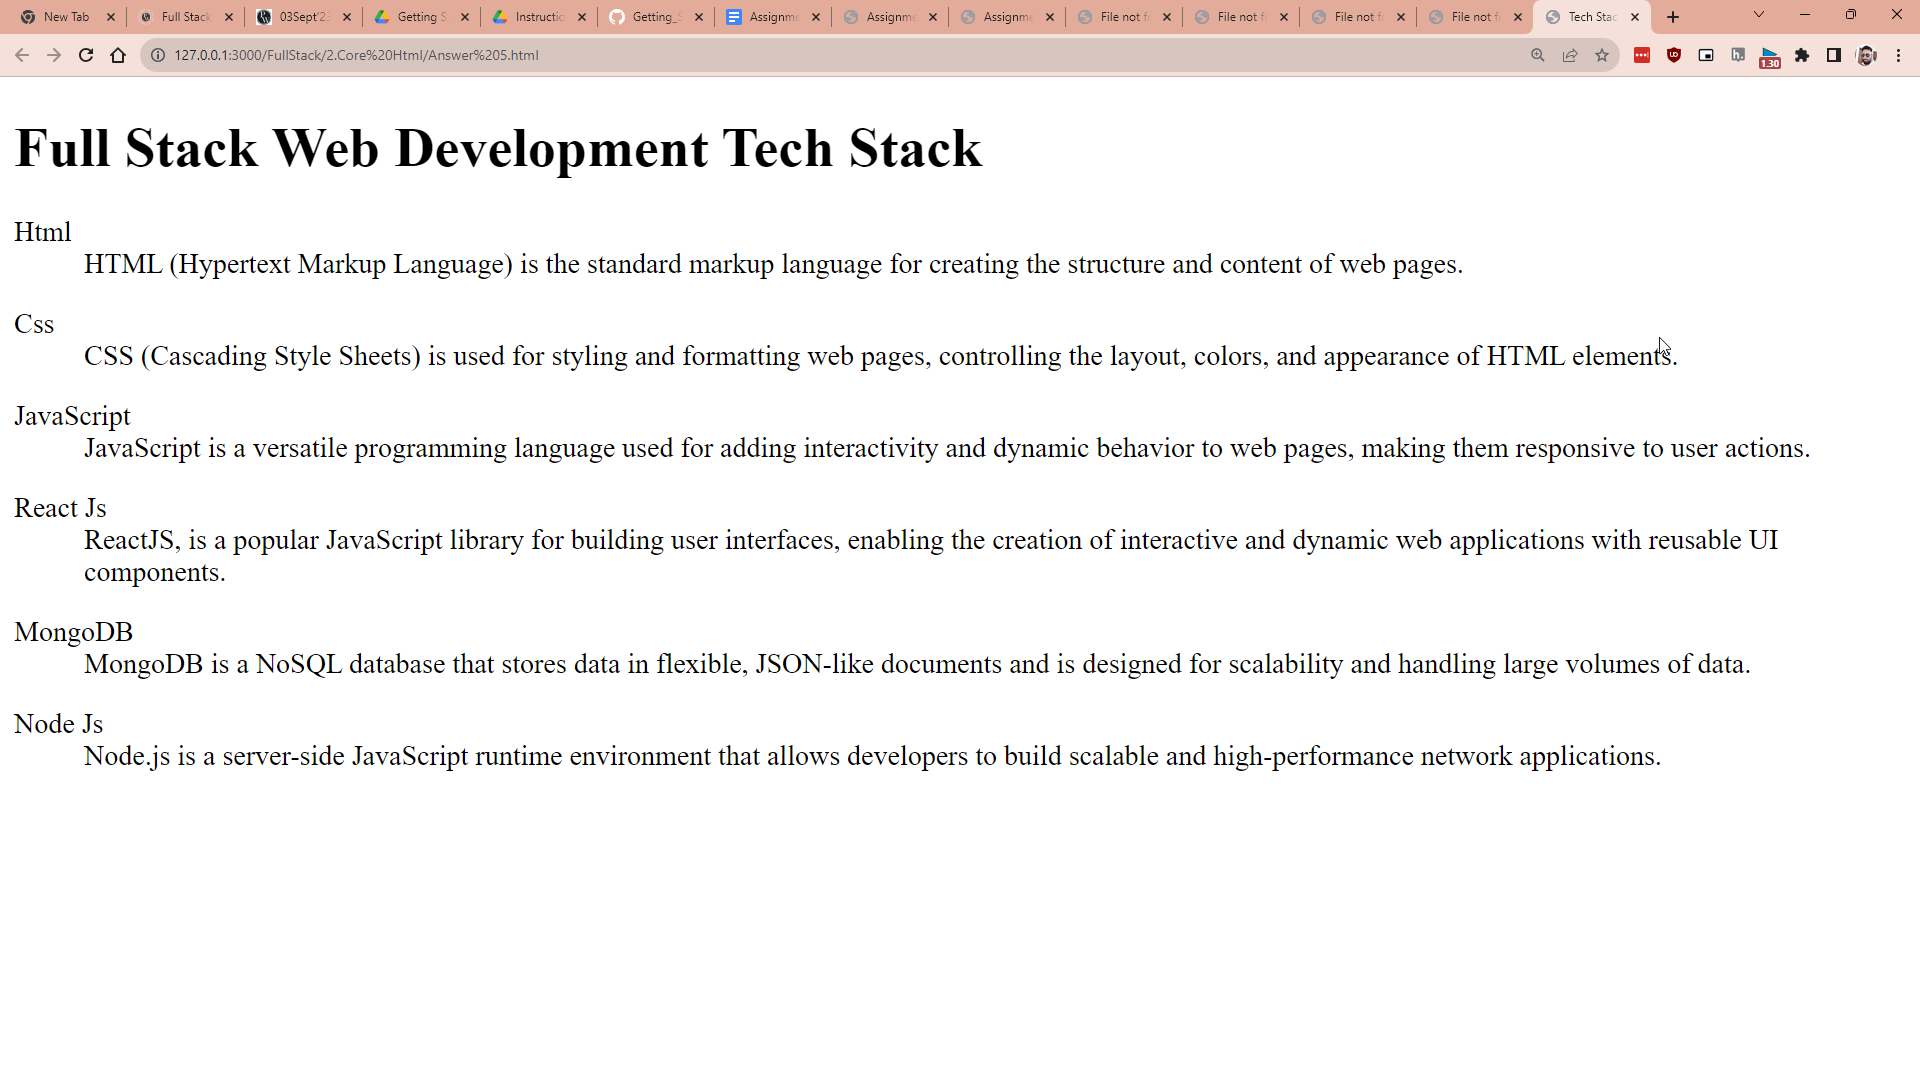 New Tab
Full Stack
03Sept'23
Getting S
Instructio
Getting_S
Assignme
Assignme
Assignme
File not f
File not f
File not f
File not f
Tech Stac
127.0.0.1:3000/FullStack/2.Core%20Html/Answer%205.html
1.30
Full Stack Web Development Tech Stack
Html
HTML (Hypertext Markup Language) is the standard markup language for creating the structure and content of web pages.
Css
CSS (Cascading Style Sheets) is used for styling and formatting web pages, controlling the layout, colors, and appearance of HTML elements.
JavaScript
JavaScript is a versatile programming language used for adding interactivity and dynamic behavior to web pages, making them responsive to user actions.
React Js
ReactJS, is a popular JavaScript library for building user interfaces, enabling the creation of interactive and dynamic web applications with reusable UI
components.
MongoDB
MongoDB is a NoSQL database that stores data in flexible, JSON-like documents and is designed for scalability and handling large volumes of data.
Node Js
Node.js is a server-side JavaScript runtime environment that allows developers to build scalable and high-performance network applications.